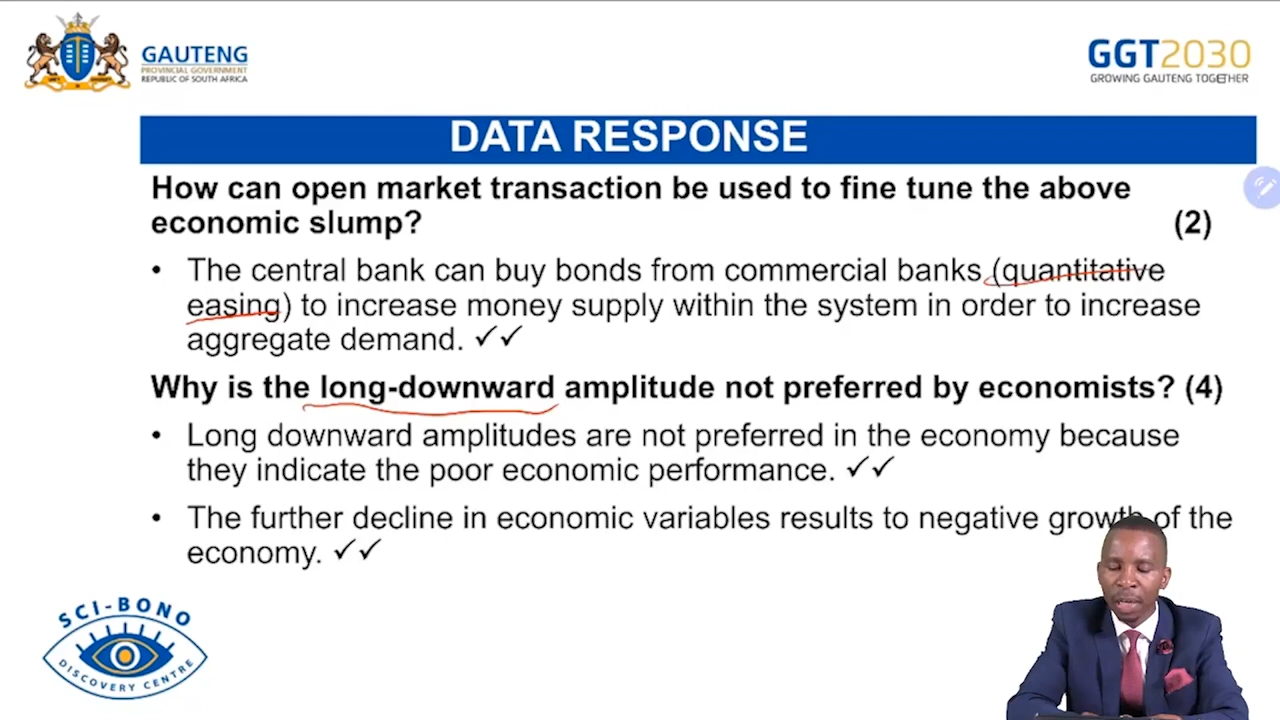 GAUTENG
PROVINCIAL GOVERNMENT
REPUBLIC OF SOUTH AFRICA
GGT2030
GROWING GAUTENG TOGETHER
DATA RESPONSE
How can open market transaction be used to fine tune the above
economic slump? (2)
• The central bank can buy bonds from commercial banks (quantitative
easing) to increase money supply within the system in order to increase
aggregate demand. ✓✓
Why is the long-downward amplitude not preferred by economists? (4)
• Long downward amplitudes are not preferred in the economy because
they indicate the poor economic performance. ✓✓
• The further decline in economic variables results to negative growth of the
economy. ✓✓
SCI-BONO
DISCOVERY CENTRE